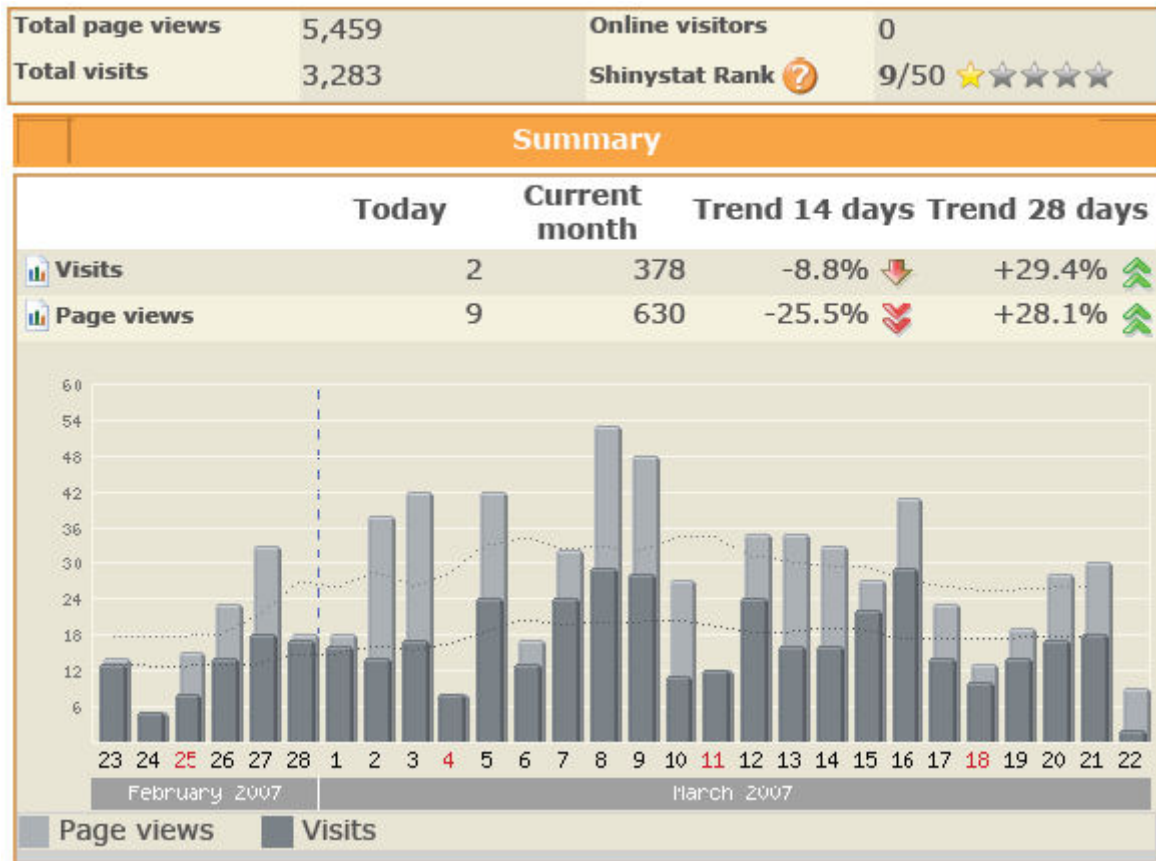 Total page views 5,459 Online visitors 0
Total visits 3,283 Shinystat Rank ? 9/50
Summary
Today Current month Trend 14 days Trend 28 days
Visits 2 378 -8.8% +29.4%
Page views 9 630 -25.5% +28.1%
60
54
48
42
36
30
24
18
12
6
23 24 25 26 27 28 1 2 3 4 5 6 7 8 9 10 11 12 13 14 15 16 17 18 19 20 21 22
February 2007 March 2007
Page views Visits